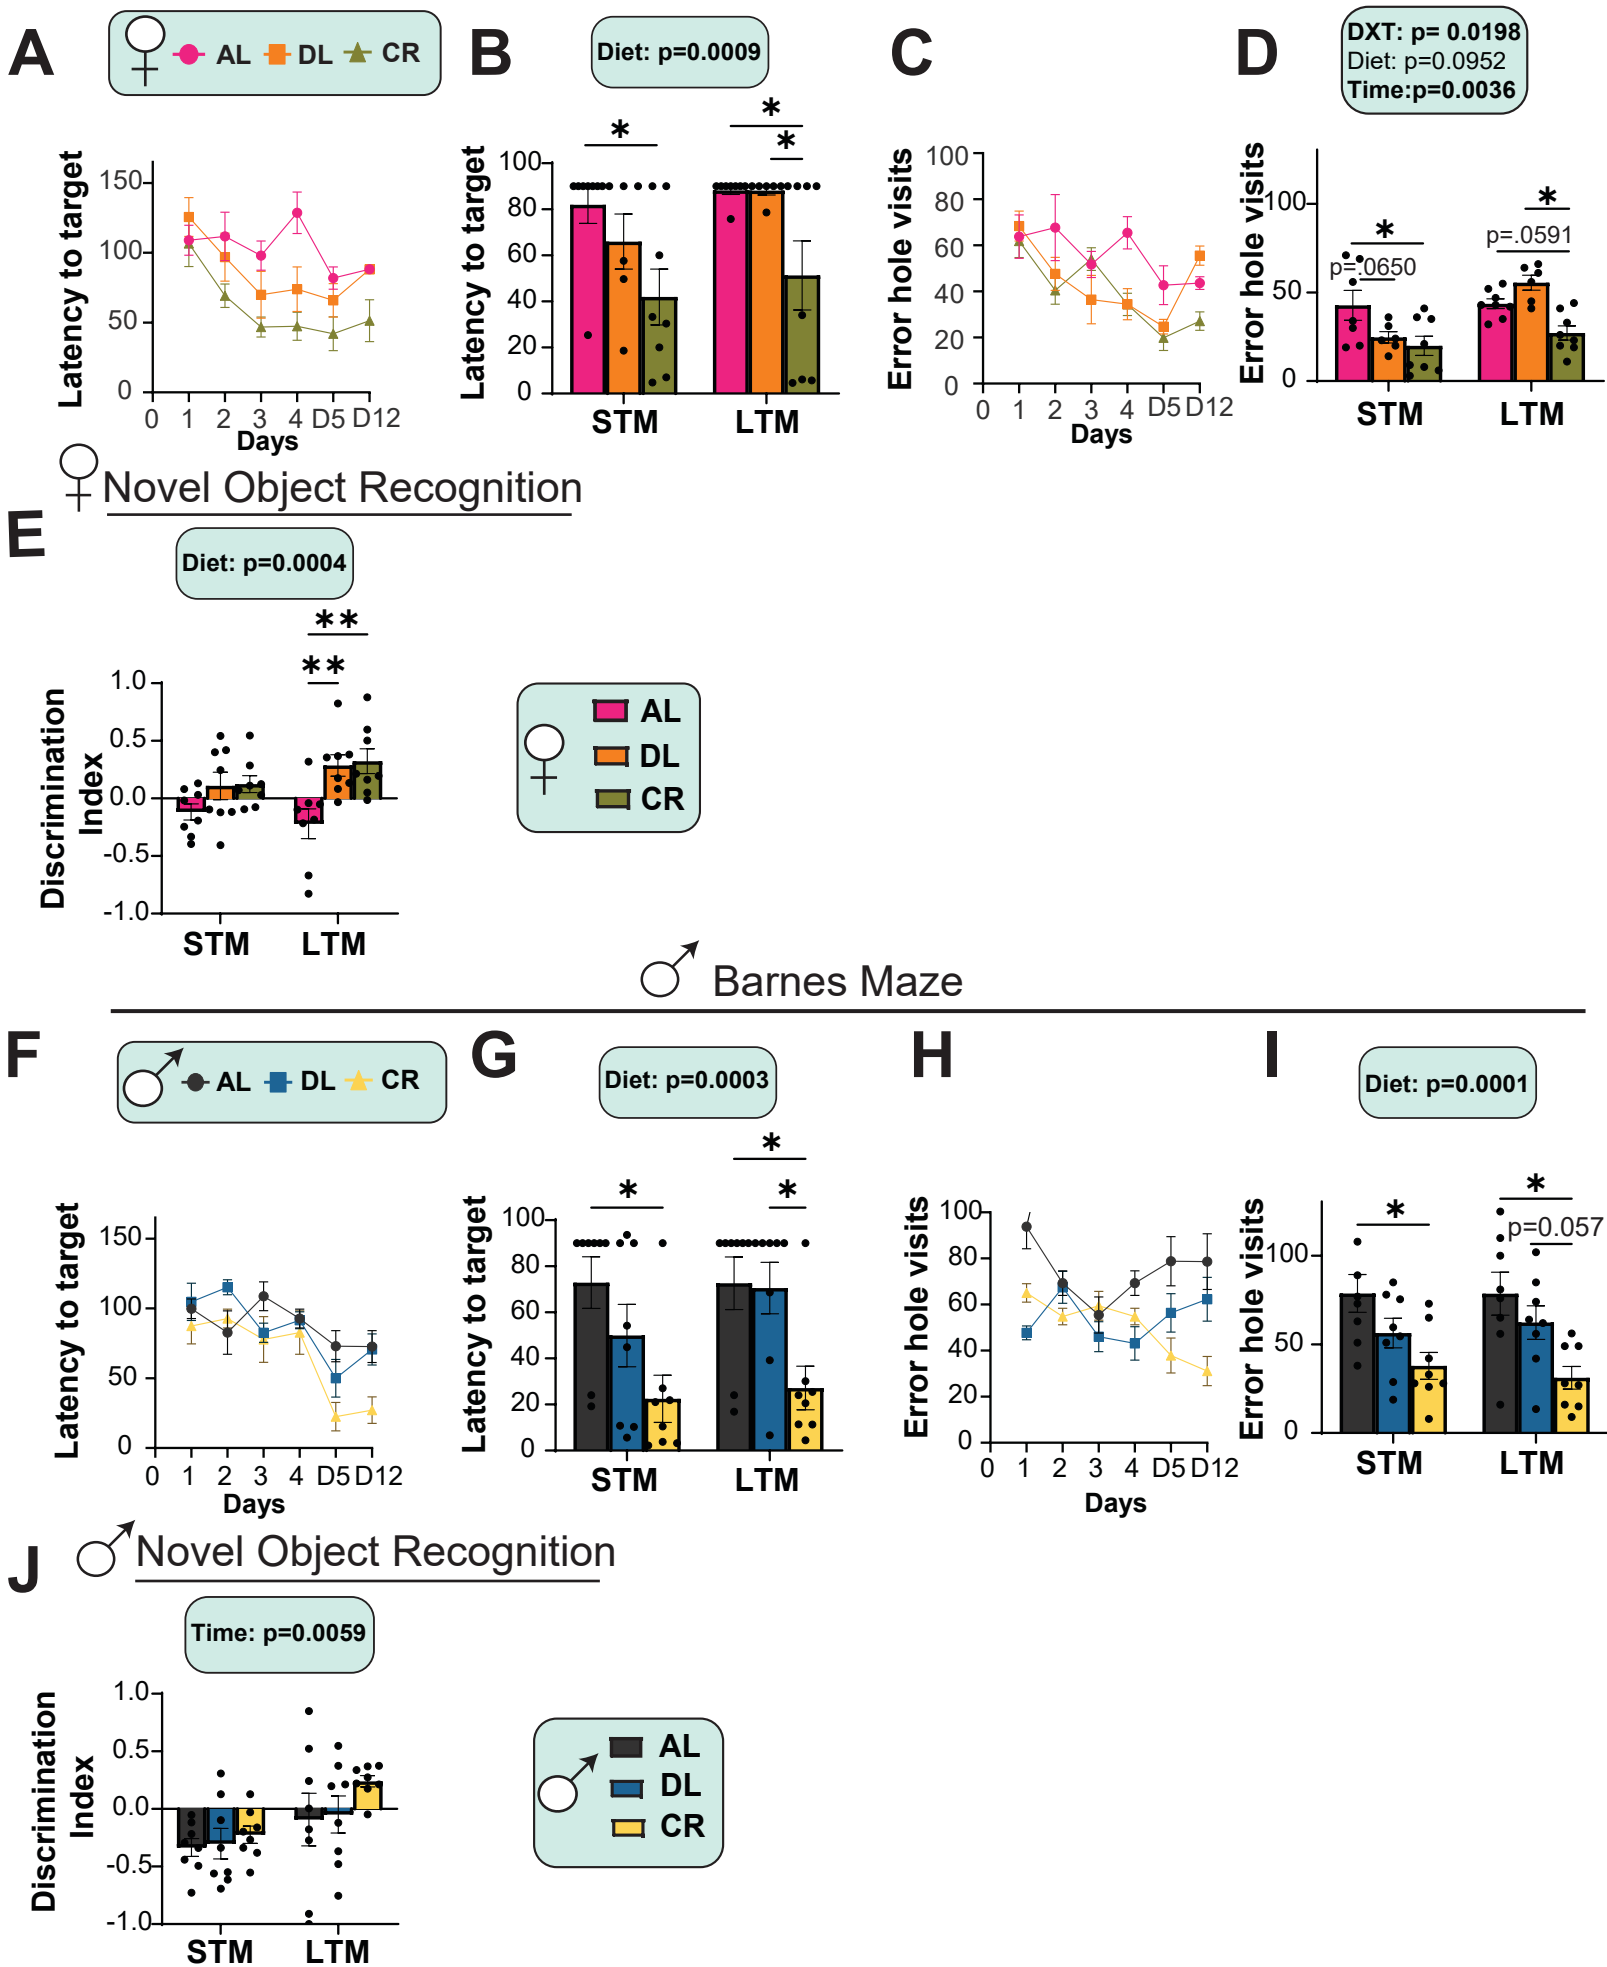 A
AL DL CR
Latency to target
150
100
50
0
0 1 2 3 4 D5 D12
Days
B
Diet: p=0.0009
*
*
*
Latency to target
100
80
60
40
20
0
STM LTM
C
Error hole visits
100
80
60
40
20
0
0 1 2 3 4 D5 D12
Days
D
DXT: p= 0.0198
Diet: p=0.0952
Time:p=0.0036
*
*
p=.0591
p=.0650
Error hole visits
100
50
0
STM LTM
Novel Object Recognition
E
Diet: p=0.0004
**
**
Discrimination
Index
1.0
0.5
0.0
-0.5
-1.0
STM LTM
AL
DL
CR
Barnes Maze
F
AL DL CR
Latency to target
150
100
50
0
0 1 2 3 4 D5 D12
Days
G
Diet: p=0.0003
*
*
*
Latency to target
100
80
60
40
20
0
STM LTM
H
Error hole visits
100
80
60
40
20
0
0 1 2 3 4 D5 D12
Days
I
Diet: p=0.0001
*
*
p=0.057
Error hole visits
100
50
0
STM LTM
Novel Object Recognition
J
Time: p=0.0059
Discrimination
Index
1.0
0.5
0.0
-0.5
-1.0
STM LTM
AL
DL
CR